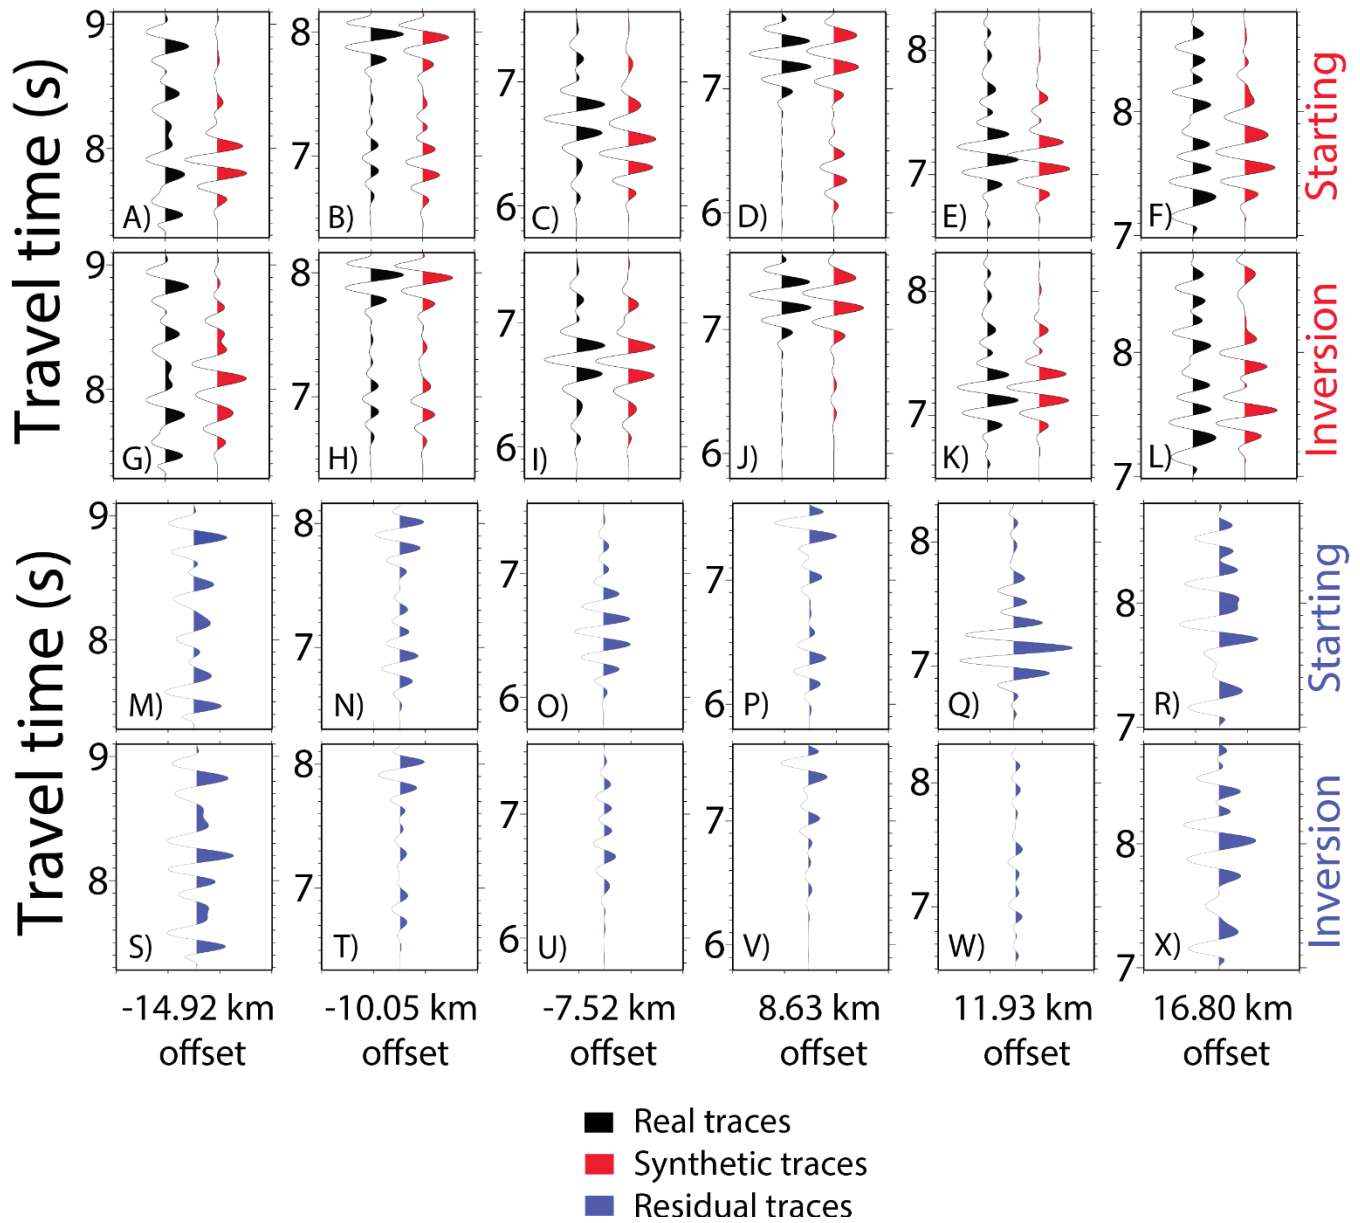 Travel time (s)
9
8
A)
8
7
B)
7
6
C)
7
6
D)
8
7
E)
8
7
F)
Starting
9
8
G)
8
7
H)
7
6
I)
7
6
J)
8
7
K)
8
7
L)
Inversion
Travel time (s)
9
8
M)
8
7
N)
7
6
O)
7
6
P)
8
7
Q)
8
7
R)
Starting
9
8
S)
8
7
T)
7
6
U)
7
6
V)
8
7
W)
8
7
X)
Inversion
-14.92 km
offset
-10.05 km
offset
-7.52 km
offset
8.63 km
offset
11.93 km
offset
16.80 km
offset
Real traces
Synthetic traces
Residual traces